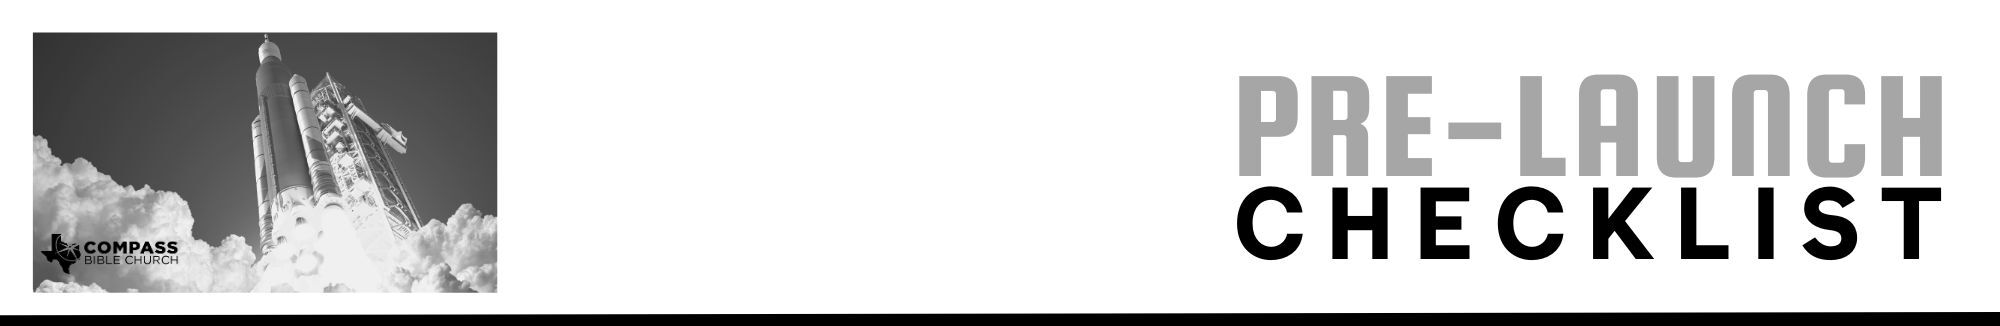 COMPASS
BIBLE CHURCH
PRE-LAUNCH
CHECKLIST